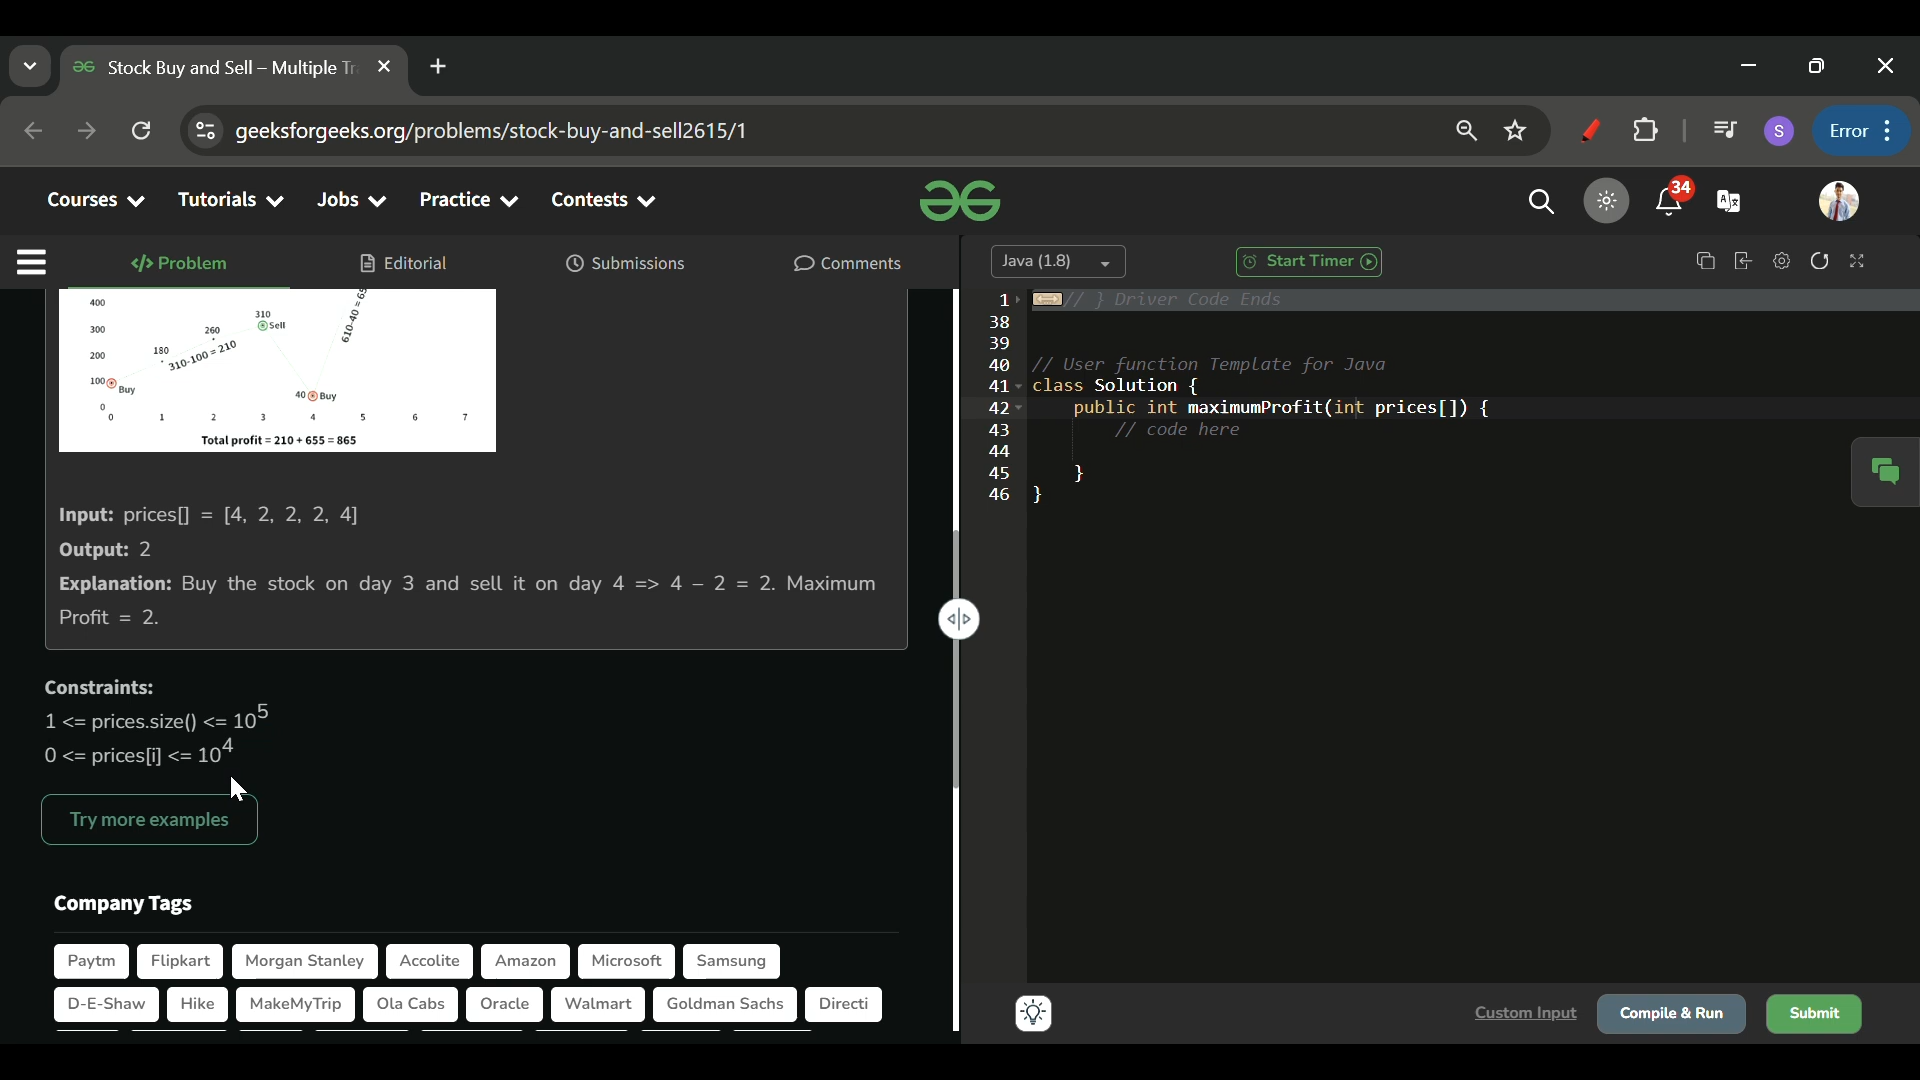 Stock Buy and Sell – Multiple Tr
geeksforgeeks.org/problems/stock-buy-and-sell2615/1
S
Error
Courses
Tutorials
Jobs
Practice
Contests
34
</> Problem
Editorial
Submissions
Comments
Java (1.8)
Start Timer
400
300
200
100
0
180
260
310
Sell
310-100 = 210
610-40 = 65
Buy
40
Buy
0 1 2 3 4 5 6 7
Total profit = 210 + 655 = 865
Input: prices[] = [4, 2, 2, 2, 4]
Output: 2
Explanation: Buy the stock on day 3 and sell it on day 4 => 4 – 2 = 2. Maximum
Profit = 2.
Constraints:
1 <= prices.size() <= 10^5
0 <= prices[i] <= 10^4
Try more examples
Company Tags
Paytm Flipkart Morgan Stanley Accolite Amazon Microsoft Samsung
D-E-Shaw Hike MakeMyTrip Ola Cabs Oracle Walmart Goldman Sachs Directi
1 // } Driver Code Ends
38
39
40 // User function Template for Java
41 class Solution {
42 public int maximumProfit(int prices[]) {
43 // code here
44
45 }
46 }
Custom Input
Compile & Run
Submit